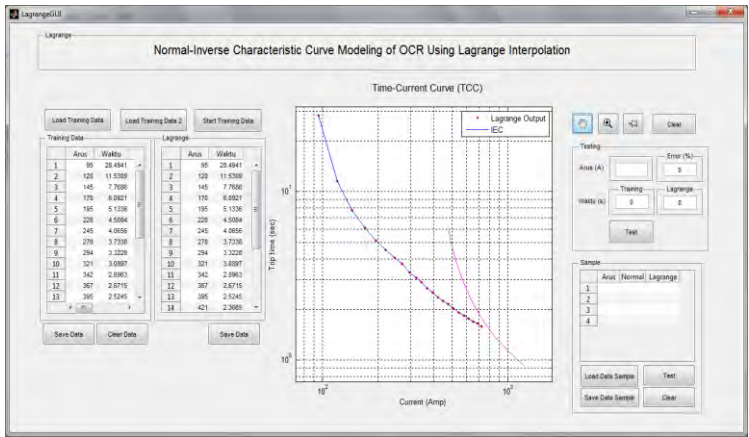 LagrangeGUI
Lagrange
Normal-Inverse Characteristic Curve Modeling of OCR Using Lagrange Interpolation
Load Training Data
Load Training Data 2
Start Training Data
Training Data
Arus Waktu
1 95 28.4941
2 120 11.5309
3 145 7.7686
4 170 6.0921
5 195 5.1336
6 220 4.5084
7 245 4.0656
8 270 3.7338
9 294 3.3228
10 321 3.0897
11 342 2.8963
12 367 2.6715
13 395 2.5245
Save Data
Clear Data
Lagrange
Arus Waktu
1 95 28.4941
2 120 11.5309
3 145 7.7686
4 170 6.0921
5 195 5.1336
6 220 4.5084
7 245 4.0656
8 270 3.7338
9 294 3.3228
10 321 3.0897
11 342 2.8963
12 367 2.6715
13 395 2.5245
14 421 2.3665
Save Data
Time-Current Curve (TCC)
Lagrange Output
IEC
Trip time (sec)
10¹
10⁰
10² 10³
Current (Amp)
Clear
Testing
Arus (A)
Error (%)
0
Waktu (s)
Training
0
Lagrange
0
Test
Sample
Arus Normal Lagrange
1
2
3
4
Load Data Sample
Test
Save Data Sample
Clear